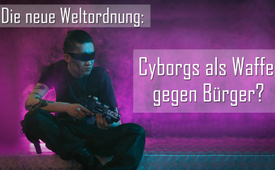 Die neue Weltordnung:
Cyborgs als Waffe
gegen Bürger?